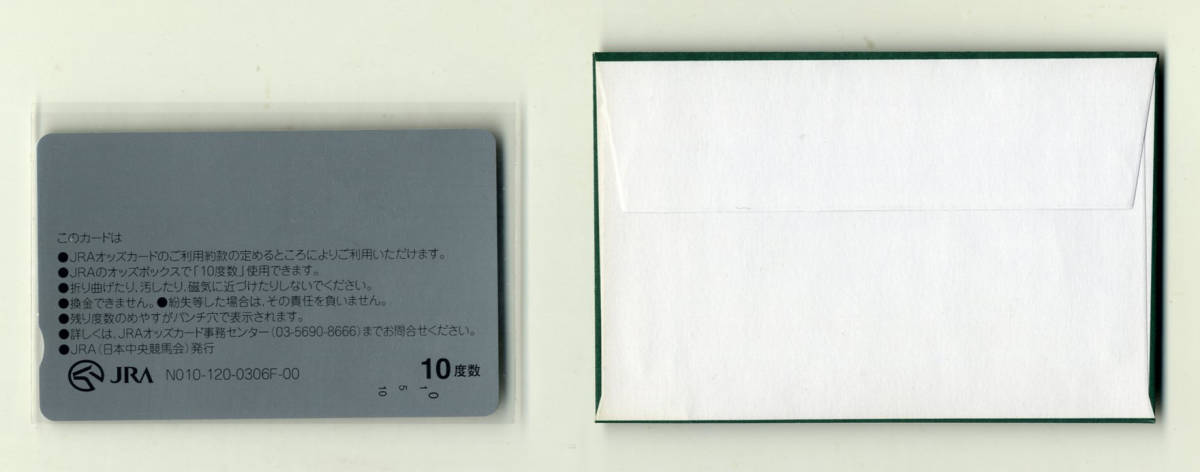 このカードは
●JRAオッズカードのご利用約款の定めるところによりご利用いただけます。
●JRAのオッズボックスで「10度数」使用できます。
●折り曲げたり、汚したり、磁気に近づけたりしないでください。
●換金できません。●紛失等した場合は、その責任を負いません。
●残り度数のめやすがパンチ穴で表示されます。
●詳しくは、JRAオッズカード事務センター(03-5690-8666)までお問合せください。
●JRA(日本中央競馬会)発行
JRA N010-120-0306F-00 10度数
10 5 1 0